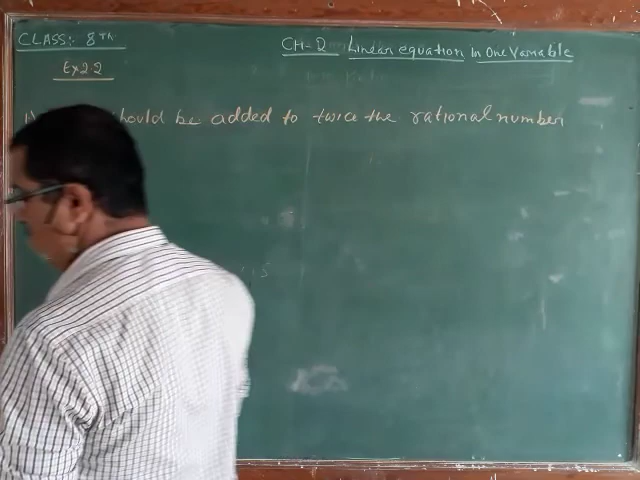 CLASS:- 8TH.
CH-2 Linear equation in One Variable
Ex 2.2
should be added to twice the rational number